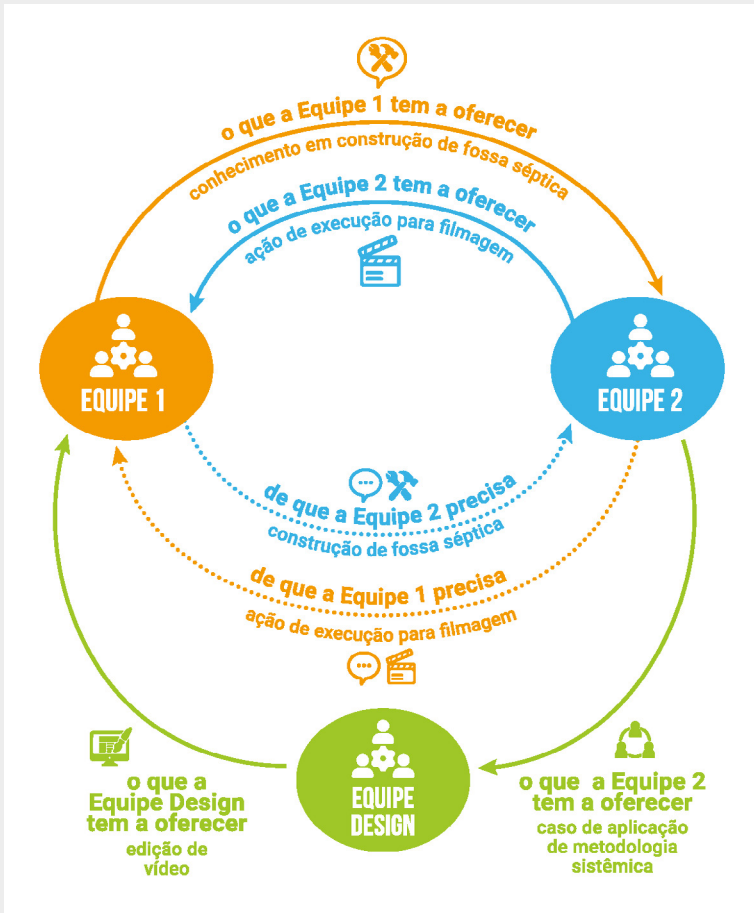 o que a Equipe 1 tem a oferecer
conhecimento em construção de fossa séptica
o que a Equipe 2 tem a oferecer
ação de execução para filmagem
EQUIPE 1
EQUIPE 2
de que a Equipe 2 precisa
construção de fossa séptica
de que a Equipe 1 precisa
ação de execução para filmagem
o que a
Equipe Design
tem a oferecer
edição de
vídeo
EQUIPE
DESIGN
o que a Equipe 2
tem a oferecer
caso de aplicação
de metodologia
sistêmica